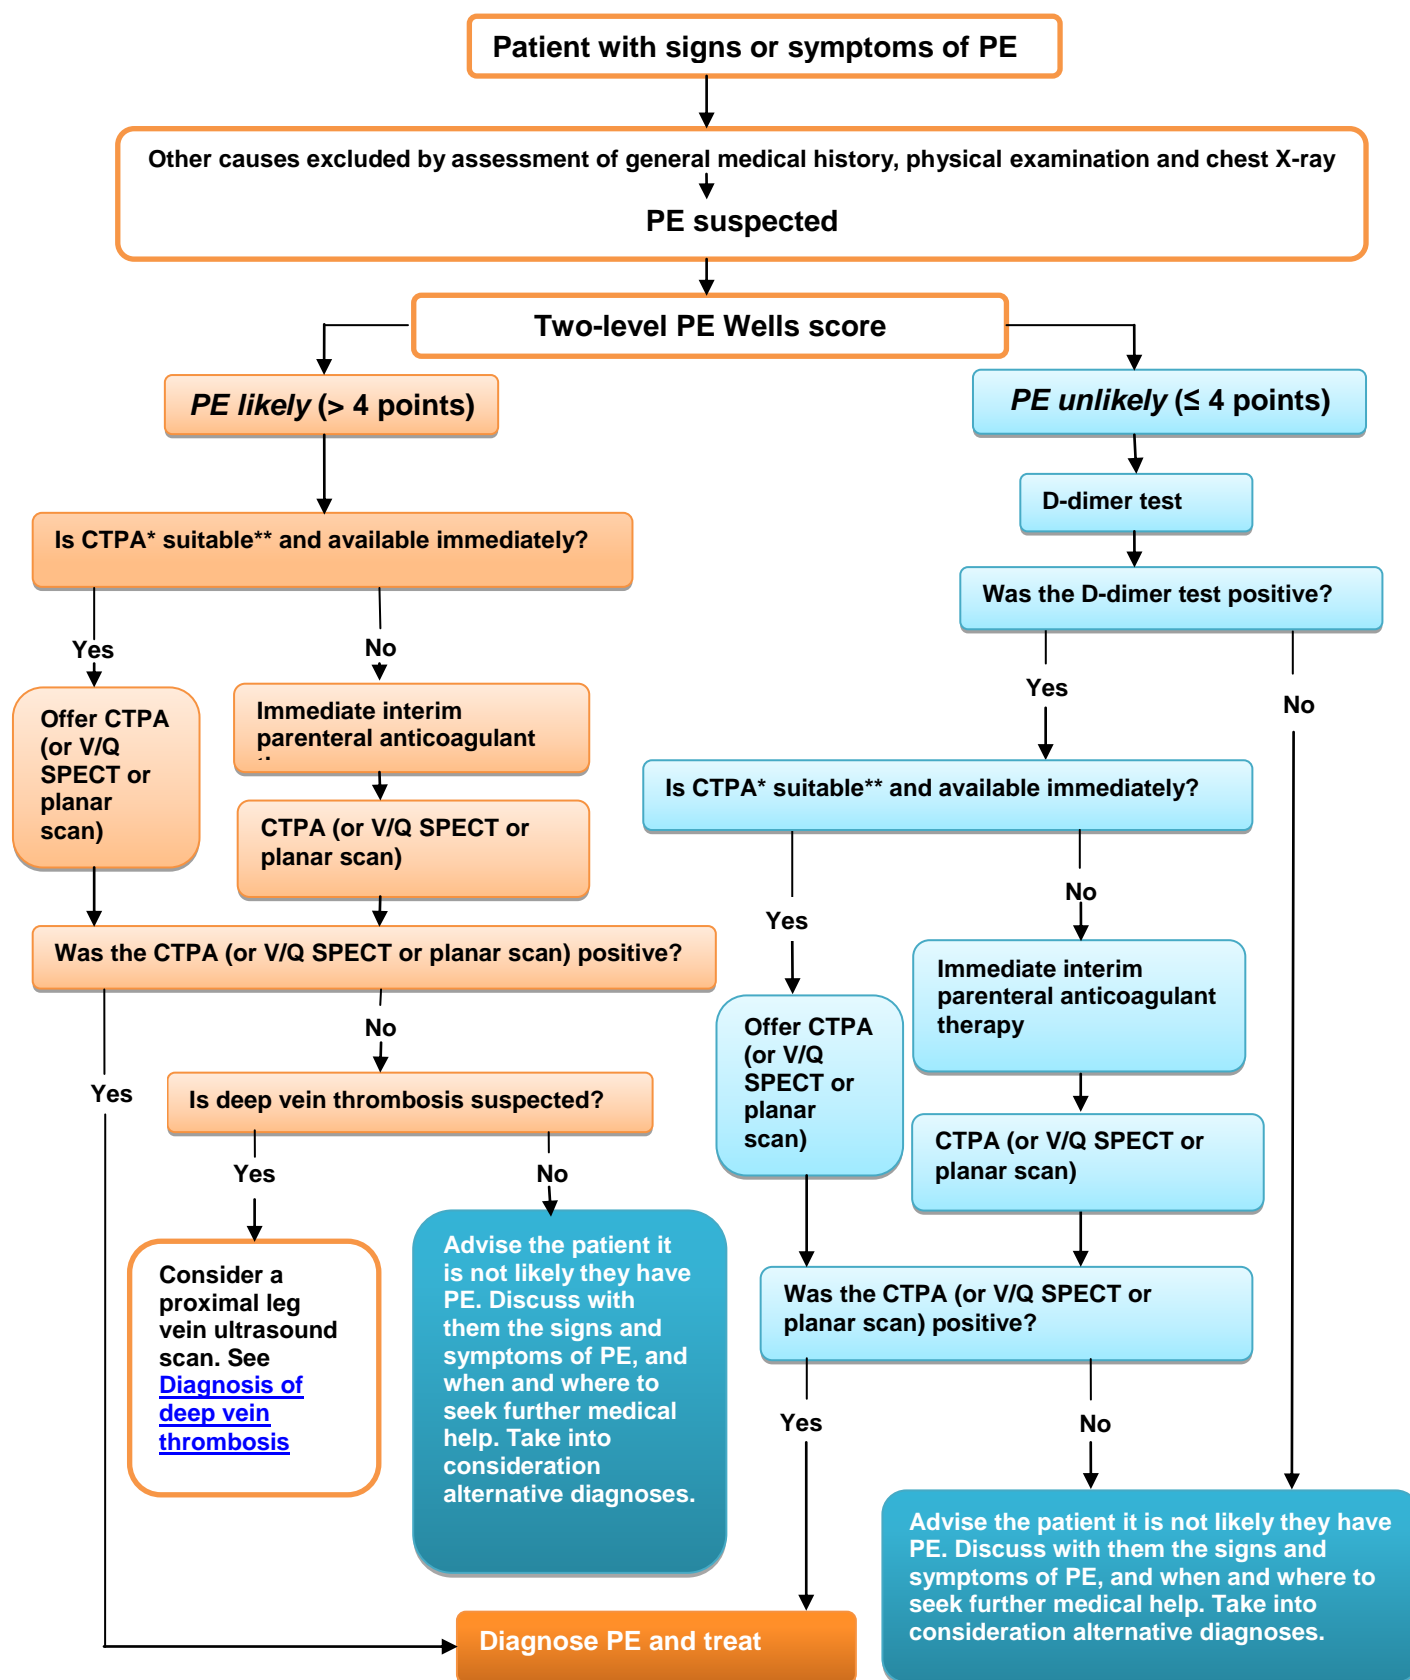 Patient with signs or symptoms of PE
Other causes excluded by assessment of general medical history, physical examination and chest X-ray
PE suspected
Two-level PE Wells score
PE likely (> 4 points)
Is CTPA* suitable** and available immediately?
Yes
No
Offer CTPA
(or V/Q
SPECT or
planar
scan)
Immediate interim
parenteral anticoagulant
CTPA (or V/Q SPECT or
planar scan)
Was the CTPA (or V/Q SPECT or planar scan) positive?
Yes
No
Is deep vein thrombosis suspected?
Yes
No
Consider a
proximal leg
vein ultrasound
scan. See
Diagnosis of
deep vein
thrombosis
Advise the patient it
is not likely they have
PE. Discuss with
them the signs and
symptoms of PE, and
when and where to
seek further medical
help. Take into
consideration
alternative diagnoses.
PE unlikely (≤ 4 points)
D-dimer test
Was the D-dimer test positive?
Yes
No
Is CTPA* suitable** and available immediately?
Yes
No
Offer CTPA
(or V/Q
SPECT or
planar
scan)
Immediate interim
parenteral anticoagulant
therapy
CTPA (or V/Q SPECT or
planar scan)
Was the CTPA (or V/Q SPECT or
planar scan) positive?
Yes
No
Advise the patient it is not likely they have
PE. Discuss with them the signs and
symptoms of PE, and when and where to
seek further medical help. Take into
consideration alternative diagnoses.
Diagnose PE and treat